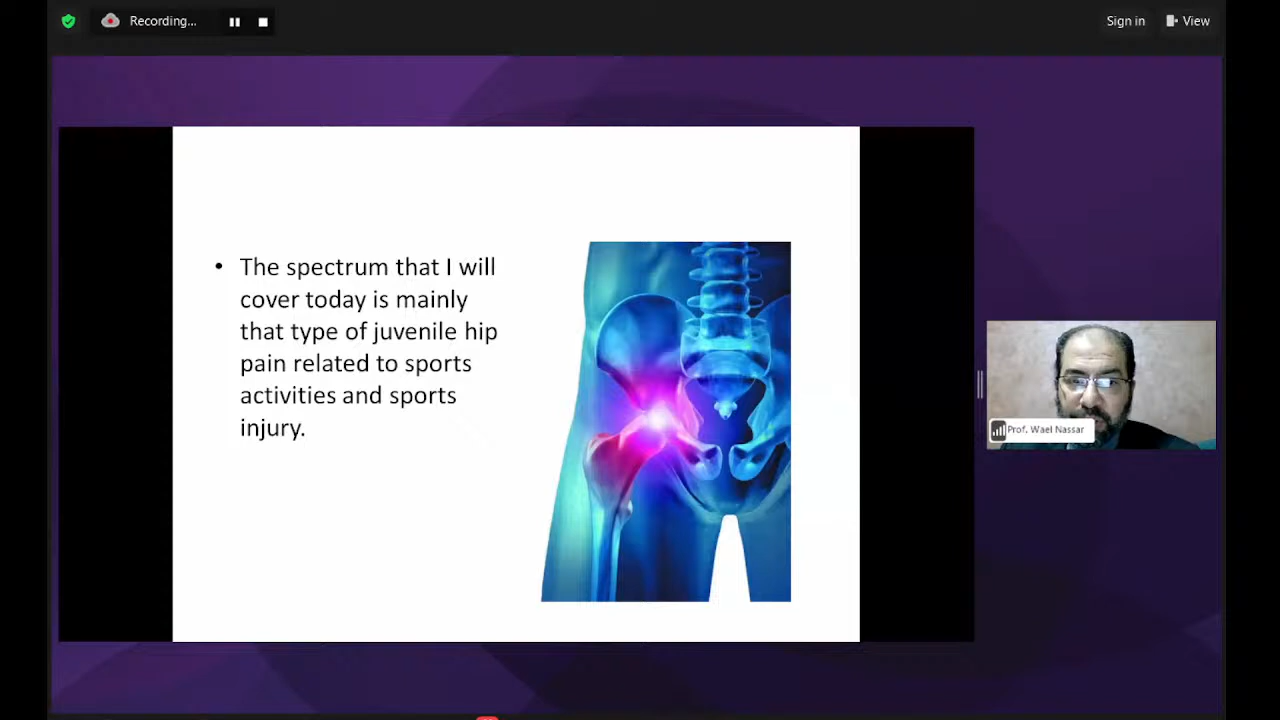 Recording...
Sign in
View
• The spectrum that I will
cover today is mainly
that type of juvenile hip
pain related to sports
activities and sports
injury.
Prof. Wael Nassar